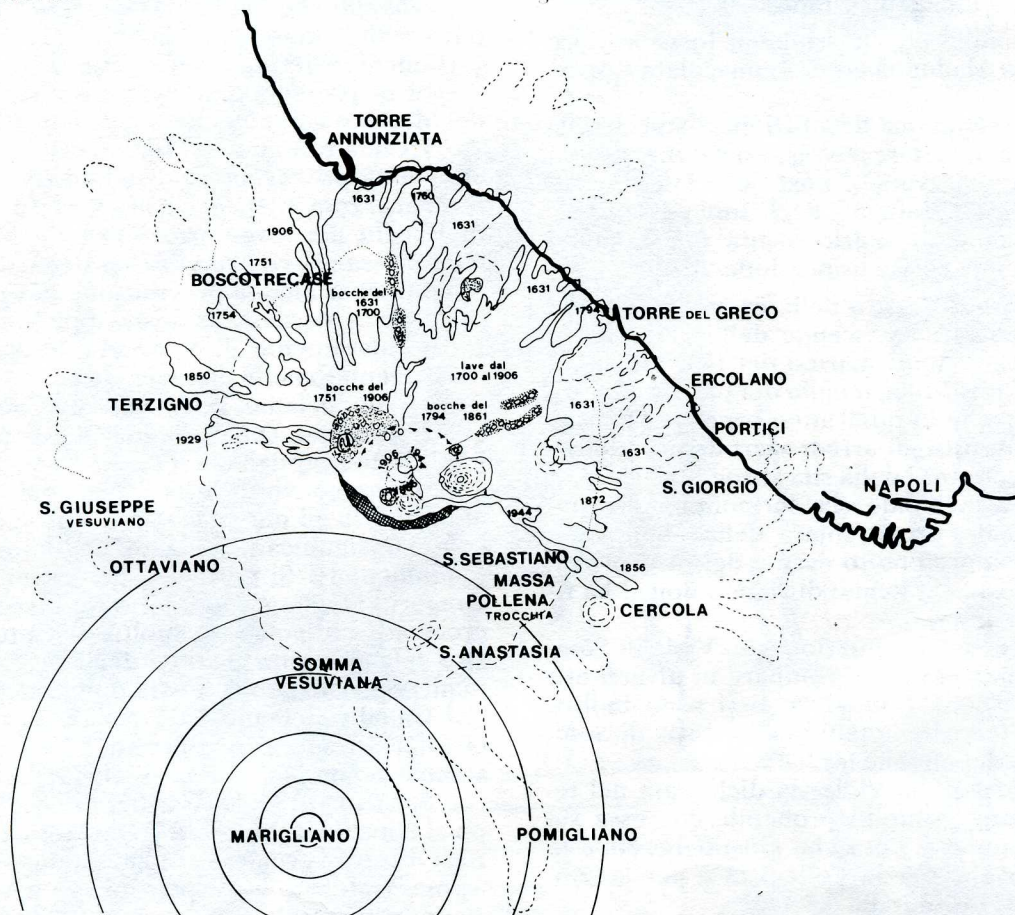 TORRE
ANNUNZIATA
1631
1760
1631
1906
1751
BOSCOTRECASE
bocche del
1631
1700
1631
1754
1794
TORRE DEL GRECO
lave dal
1700 al 1906
1850
ERCOLANO
TERZIGNO
bocche del
1751
1906
bocche del
1794
1861
1631
PORTICI
1929
1631
1906
S. GIORGIO
NAPOLI
S. GIUSEPPE
VESUVIANO
1872
1944
OTTAVIANO
S. SEBASTIANO
1856
MASSA
POLLENA
TROCCHIA
CERCOLA
S. ANASTASIA
SOMMA
VESUVIANA
MARIGLIANO
POMIGLIANO